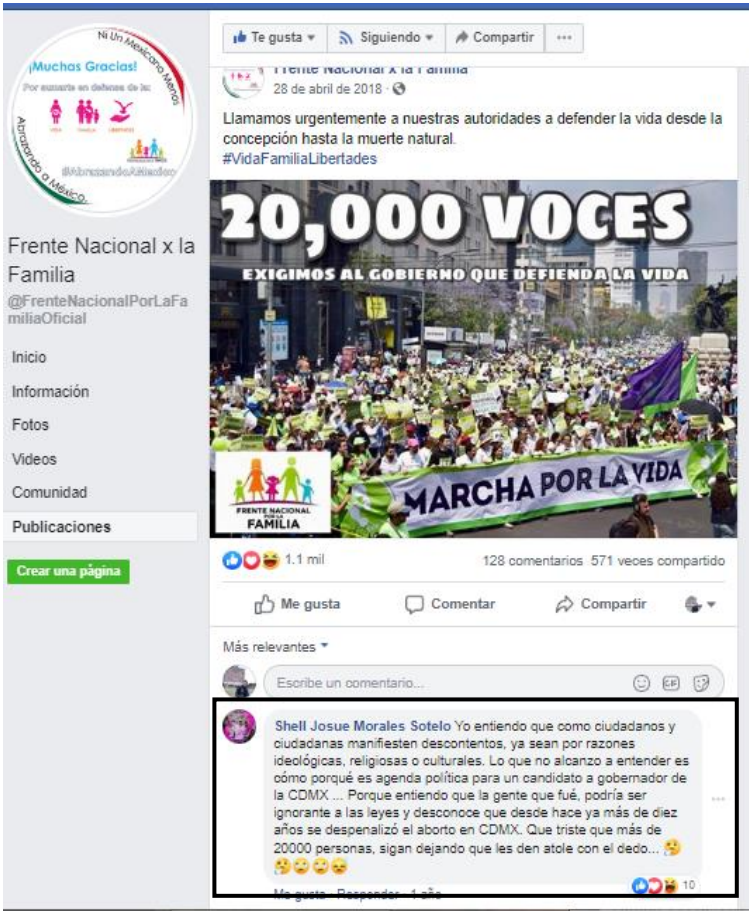 Te gusta Siguiendo Compartir
Ni Un Mexicano Menos
¡Muchas Gracias!
Por sumarte en defensa de la:
VIDA FAMILIA LIBERTADES
#AbrazandoAMexico
Abrazando a México.
Frente Nacional x la
Familia
@FrenteNacionalPorLaFa
miliaOficial
Inicio
Información
Fotos
Videos
Comunidad
Publicaciones
Crear una página
Frente Nacional x la Familia
28 de abril de 2018 ·
Llamamos urgentemente a nuestras autoridades a defender la vida desde la
concepción hasta la muerte natural.
#VidaFamiliaLibertades
20,000 VOCES
EXIGIMOS AL GOBIERNO QUE DEFIENDA LA VIDA
MARCHA POR LA VIDA
FRENTE NACIONAL
POR LA
FAMILIA
1.1 mil
128 comentarios 571 veces compartido
Me gusta Comentar Compartir
Más relevantes
Escribe un comentario...
GIF
Shell Josue Morales Sotelo Yo entiendo que como ciudadanos y
ciudadanas manifiesten descontentos, ya sean por razones
ideológicas, religiosas o culturales. Lo que no alcanzo a entender es
cómo porqué es agenda política para un candidato a gobernador de
la CDMX ... Porque entiendo que la gente que fué, podría ser
ignorante a las leyes y desconoce que desde hace ya más de diez
años se despenalizó el aborto en CDMX. Que triste que más de
20000 personas, sigan dejando que les den atole con el dedo... 🤔
🤔🙄🙄😪
10
Me gusta · Responder · 1 año